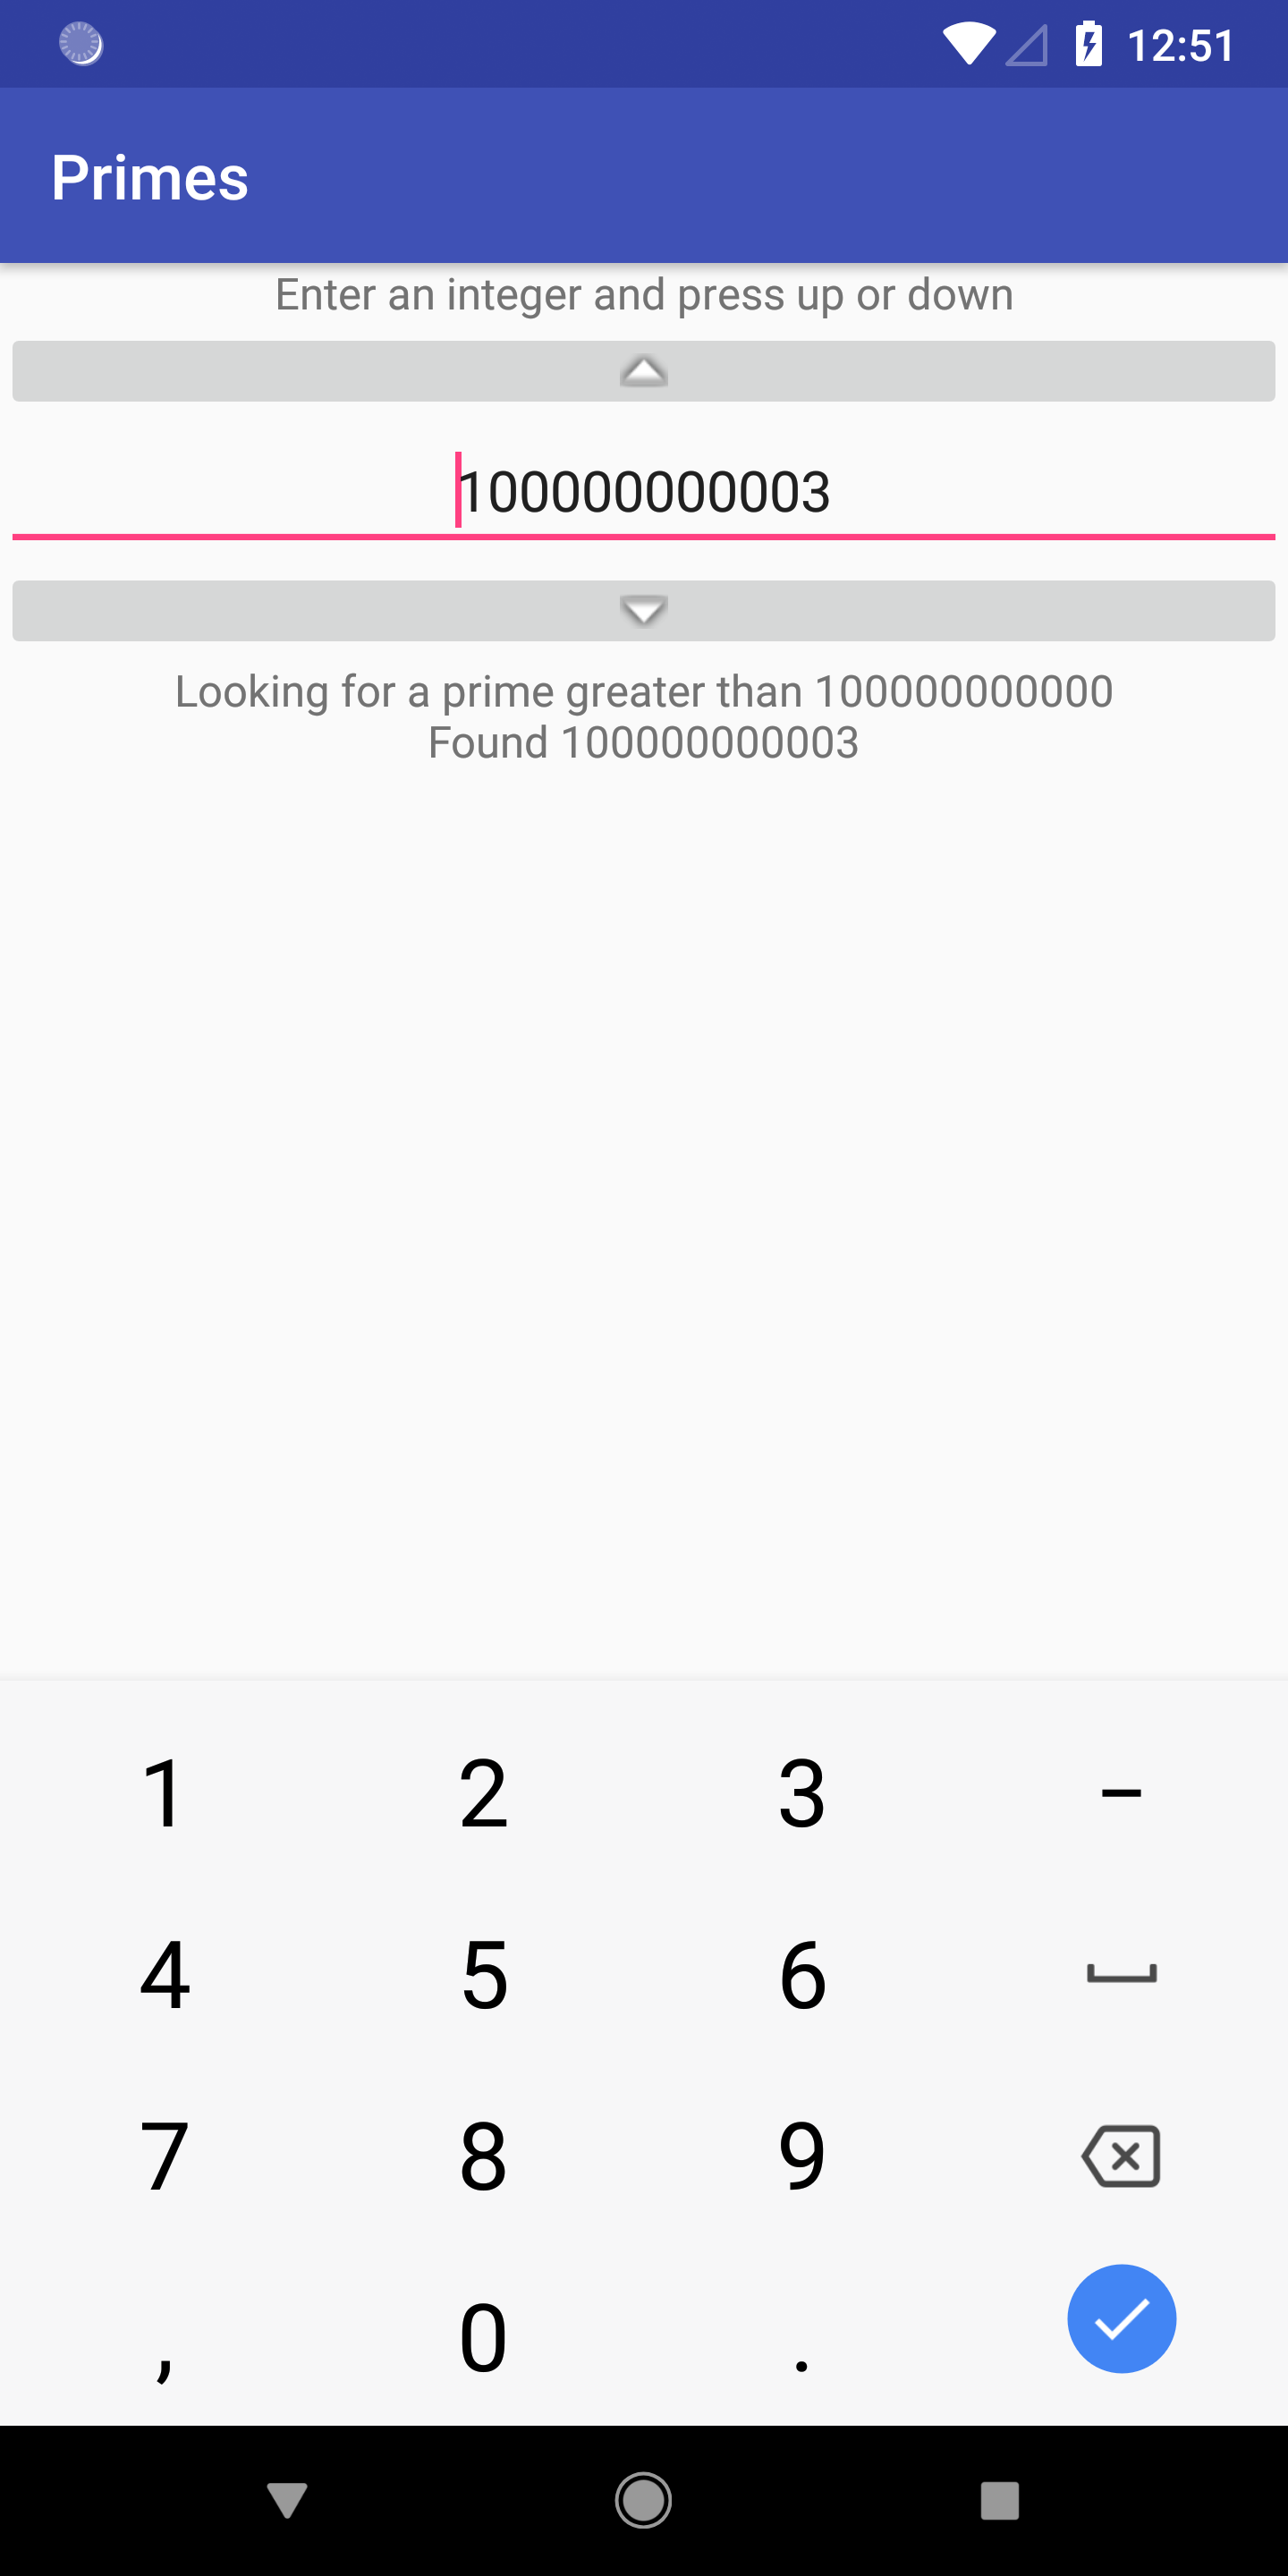 12:51
Primes
Enter an integer and press up or down
100000000003
Looking for a prime greater than 100000000000
Found 100000000003
1 2 3 –
4 5 6
7 8 9
, 0 .